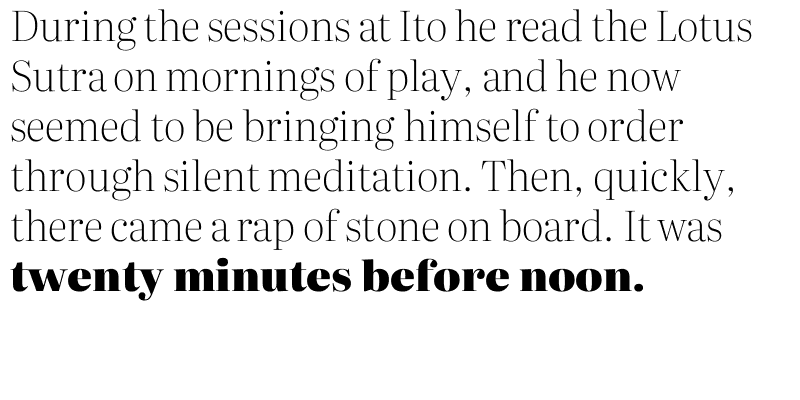 During the sessions at Ito he read the Lotus
Sutra on mornings of play, and he now
seemed to be bringing himself to order
through silent meditation. Then, quickly,
there came a rap of stone on board. It was
twenty minutes before noon.